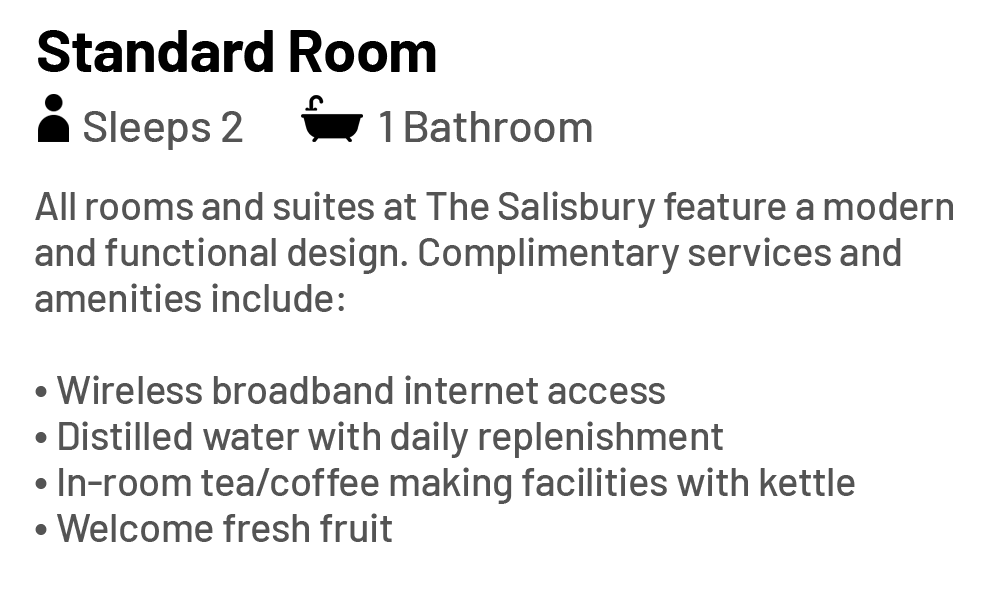 Standard Room
Sleeps 2 1 Bathroom
All rooms and suites at The Salisbury feature a modern
and functional design. Complimentary services and
amenities include:
• Wireless broadband internet access
• Distilled water with daily replenishment
• In-room tea/coffee making facilities with kettle
• Welcome fresh fruit